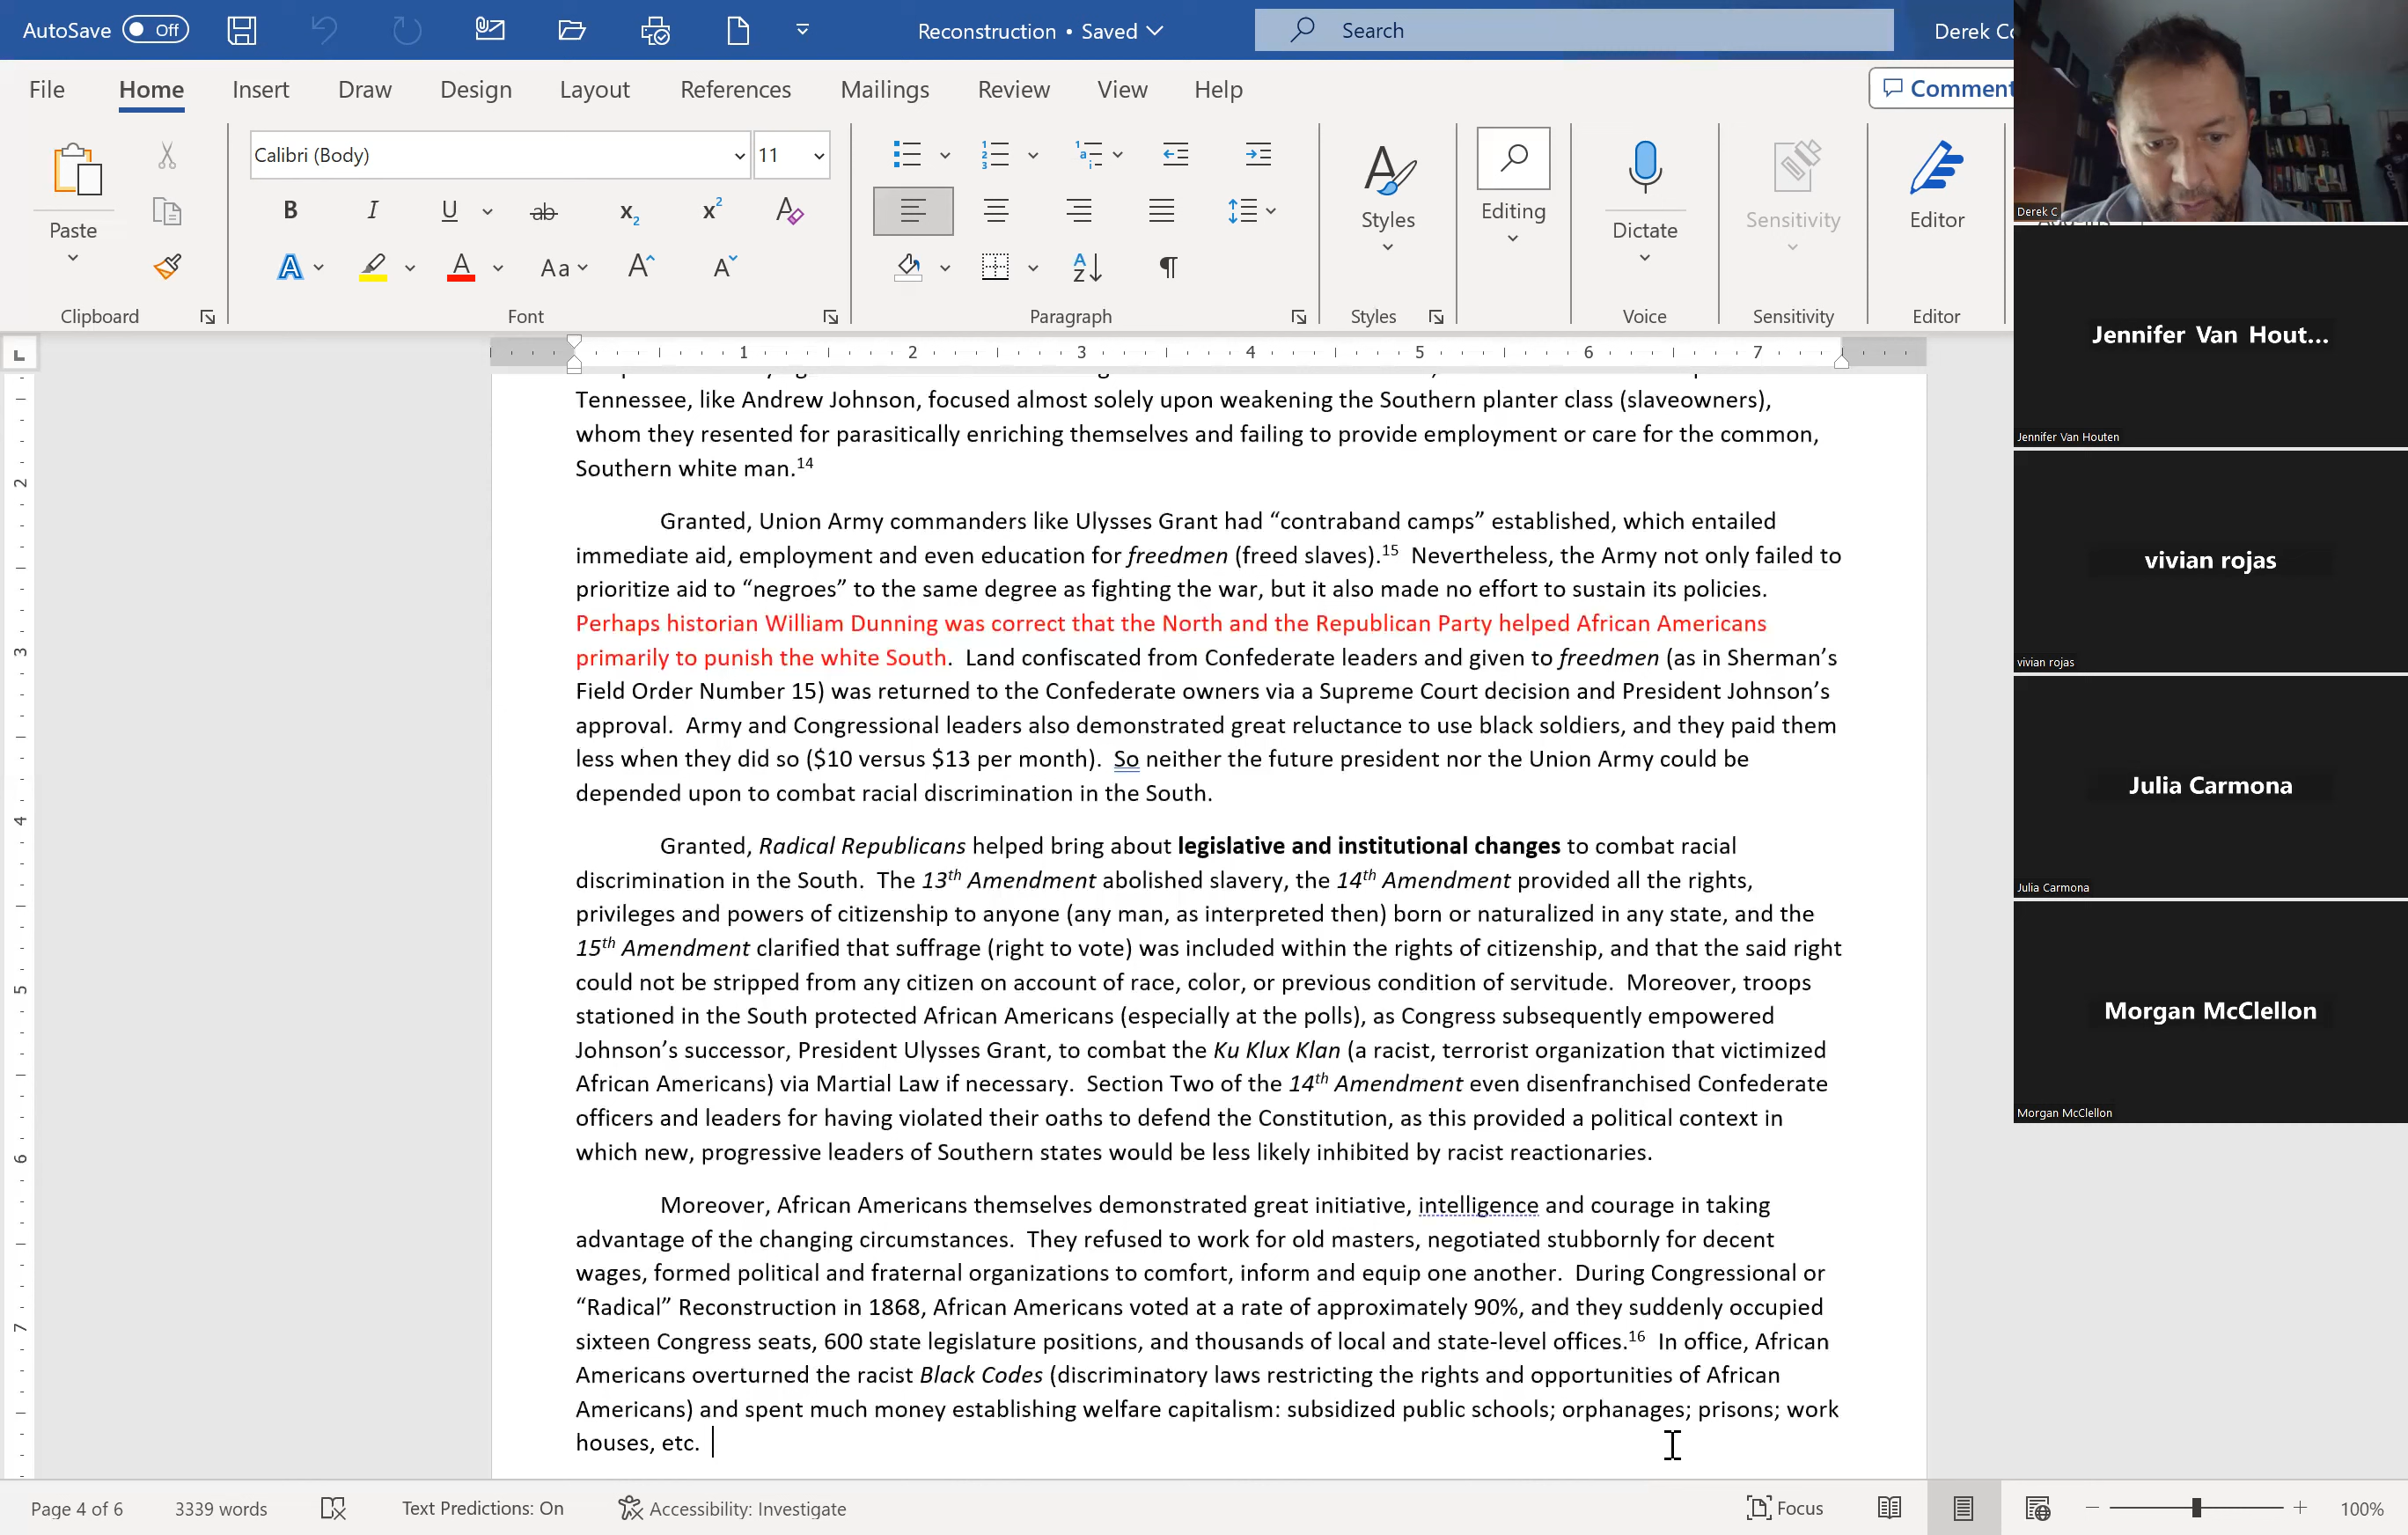 AutoSave Off Reconstruction • Saved Search Derek Co
File Home Insert Draw Design Layout References Mailings Review View Help Comment
Calibri (Body) 11
Paste Styles Editing Dictate Sensitivity Editor
Clipboard Font Paragraph Styles Voice Sensitivity Editor
Derek C
1 2 3 4 5 6 7
Tennessee, like Andrew Johnson, focused almost solely upon weakening the Southern planter class (slaveowners),
whom they resented for parasitically enriching themselves and failing to provide employment or care for the common,
Southern white man.14
Granted, Union Army commanders like Ulysses Grant had “contraband camps” established, which entailed
immediate aid, employment and even education for freedmen (freed slaves).15 Nevertheless, the Army not only failed to
prioritize aid to “negroes” to the same degree as fighting the war, but it also made no effort to sustain its policies.
Perhaps historian William Dunning was correct that the North and the Republican Party helped African Americans
primarily to punish the white South. Land confiscated from Confederate leaders and given to freedmen (as in Sherman’s
Field Order Number 15) was returned to the Confederate owners via a Supreme Court decision and President Johnson’s
approval. Army and Congressional leaders also demonstrated great reluctance to use black soldiers, and they paid them
less when they did so ($10 versus $13 per month). So neither the future president nor the Union Army could be
depended upon to combat racial discrimination in the South.
Granted, Radical Republicans helped bring about legislative and institutional changes to combat racial
discrimination in the South. The 13th Amendment abolished slavery, the 14th Amendment provided all the rights,
privileges and powers of citizenship to anyone (any man, as interpreted then) born or naturalized in any state, and the
15th Amendment clarified that suffrage (right to vote) was included within the rights of citizenship, and that the said right
could not be stripped from any citizen on account of race, color, or previous condition of servitude. Moreover, troops
stationed in the South protected African Americans (especially at the polls), as Congress subsequently empowered
Johnson’s successor, President Ulysses Grant, to combat the Ku Klux Klan (a racist, terrorist organization that victimized
African Americans) via Martial Law if necessary. Section Two of the 14th Amendment even disenfranchised Confederate
officers and leaders for having violated their oaths to defend the Constitution, as this provided a political context in
which new, progressive leaders of Southern states would be less likely inhibited by racist reactionaries.
Moreover, African Americans themselves demonstrated great initiative, intelligence and courage in taking
advantage of the changing circumstances. They refused to work for old masters, negotiated stubbornly for decent
wages, formed political and fraternal organizations to comfort, inform and equip one another. During Congressional or
“Radical” Reconstruction in 1868, African Americans voted at a rate of approximately 90%, and they suddenly occupied
sixteen Congress seats, 600 state legislature positions, and thousands of local and state-level offices.16 In office, African
Americans overturned the racist Black Codes (discriminatory laws restricting the rights and opportunities of African
Americans) and spent much money establishing welfare capitalism: subsidized public schools; orphanages; prisons; work
houses, etc.
2
3
4
5
6
7
Jennifer Van Hout...
Jennifer Van Houten
vivian rojas
vivian rojas
Julia Carmona
Julia Carmona
Morgan McClellon
Morgan McClellon
Page 4 of 6 3339 words Text Predictions: On Accessibility: Investigate Focus 100%